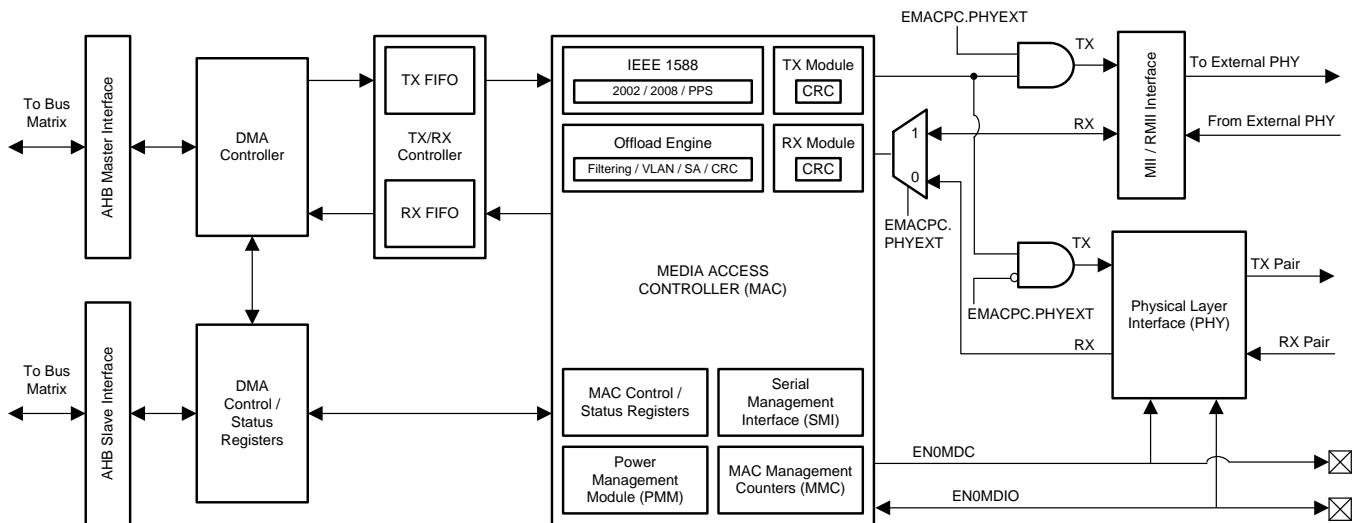 To Bus
Matrix
AHB Master Interface
DMA
Controller
TX FIFO
TX/RX
Controller
RX FIFO
IEEE 1588
2002 / 2008 / PPS
TX Module
CRC
Offload Engine
Filtering / VLAN / SA / CRC
RX Module
CRC
MEDIA ACCESS
CONTROLLER (MAC)
EMACPC.PHYEXT
TX
MII / RMII Interface
To External PHY
From External PHY
RX
1
0
EMACPC.
PHYEXT
TX
EMACPC.PHYEXT
RX
Physical Layer
Interface (PHY)
TX Pair
RX Pair
To Bus
Matrix
AHB Slave Interface
DMA
Control /
Status
Registers
MAC Control /
Status Registers
Serial
Management
Interface (SMI)
Power
Management
Module (PMM)
MAC Management
Counters (MMC)
EN0MDC
EN0MDIO